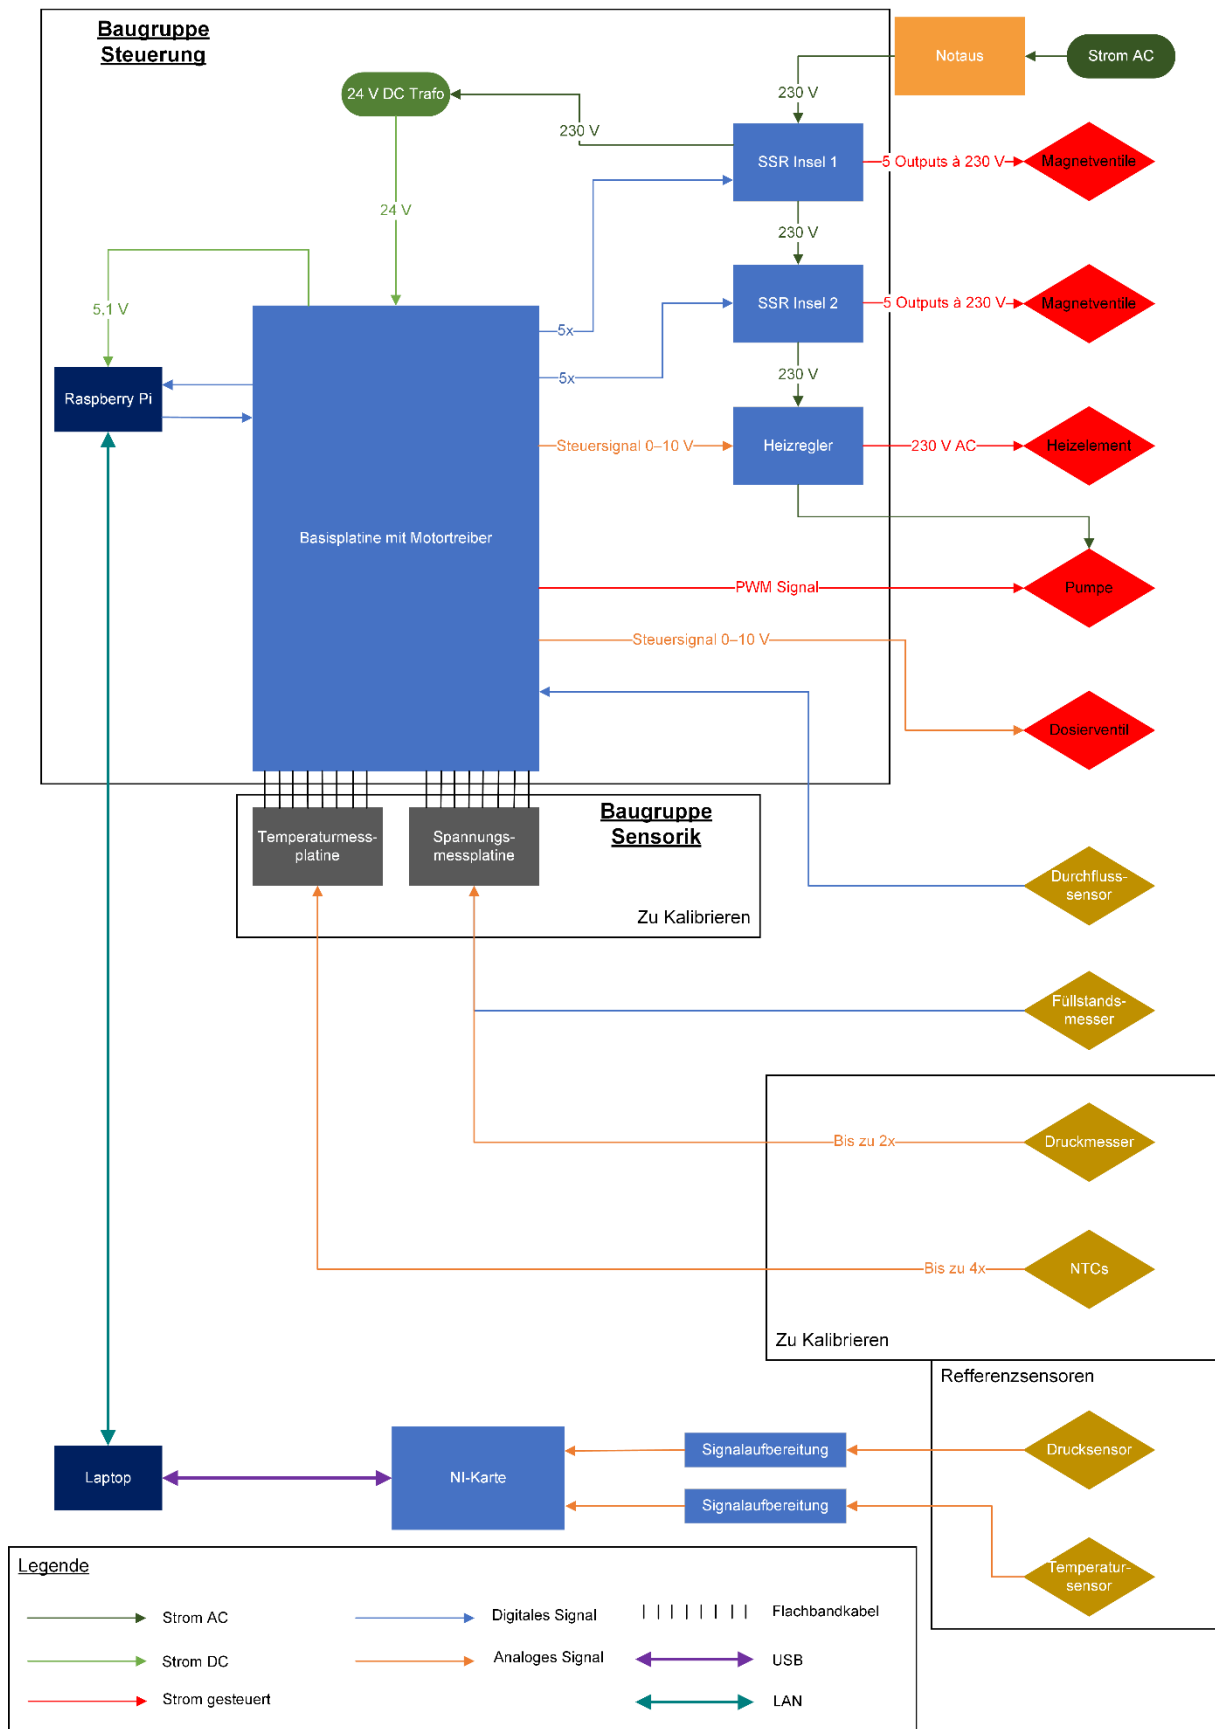 Baugruppe
Steuerung
Notaus
Strom AC
24 V DC Trafo
230 V
230 V
SSR Insel 1
5 Outputs à 230 V
Magnetventile
24 V
230 V
5,1 V
SSR Insel 2
5 Outputs à 230 V
Magnetventile
5x
5x
230 V
Raspberry Pi
Steuersignal 0–10 V
Heizregler
230 V AC
Heizelement
Basisplatine mit Motortreiber
PWM Signal
Pumpe
Steuersignal 0–10 V
Dosierventil
Baugruppe
Sensorik
Temperaturmess-
platine
Spannungs-
messplatine
Zu Kalibrieren
Durchfluss-
sensor
Füllstands-
messer
Bis zu 2x
Druckmesser
Bis zu 4x
NTCs
Zu Kalibrieren
Refferenzsensoren
Laptop
NI-Karte
Signalaufbereitung
Drucksensor
Signalaufbereitung
Temperatur-
sensor
Legende
Strom AC
Digitales Signal
Flachbandkabel
Strom DC
Analoges Signal
USB
Strom gesteuert
LAN